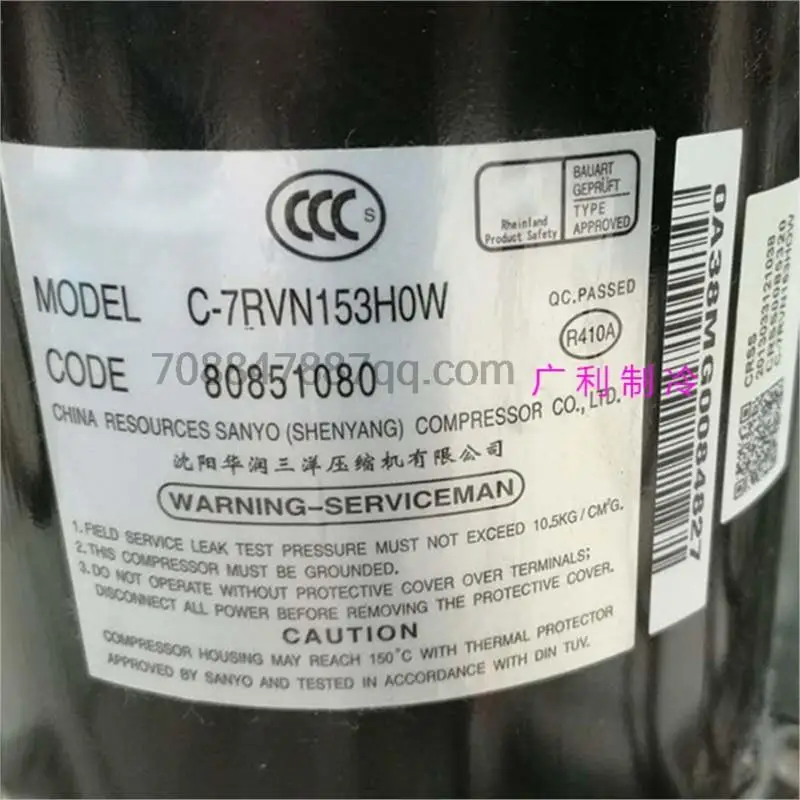 CCC S
Rheinland
Product Safety
BAUART
GEPRÜFT
TYPE
APPROVED
MODEL C-7RVN153H0W
QC.PASSED
R410A
CODE 80851080
708847887qq.com
广利制冷
CHINA RESOURCES SANYO (SHENYANG) COMPRESSOR CO., LTD.
沈阳华润三洋压缩机有限公司
WARNING-SERVICEMAN
1. FIELD SERVICE LEAK TEST PRESSURE MUST NOT EXCEED 10.5KG / CM²G.
2. THIS COMPRESSOR MUST BE GROUNDED.
3. DO NOT OPERATE WITHOUT PROTECTIVE COVER OVER TERMINALS;
DISCONNECT ALL POWER BEFORE REMOVING THE PROTECTIVE COVER.
CAUTION
COMPRESSOR HOUSING MAY REACH 150°C WITH THERMAL PROTECTOR
APPROVED BY SANYO AND TESTED IN ACCORDANCE WITH DIN TUV.
0A38MG0084827
CRSS
201303312103B
CRSS0085320
C-7RVN153H0W